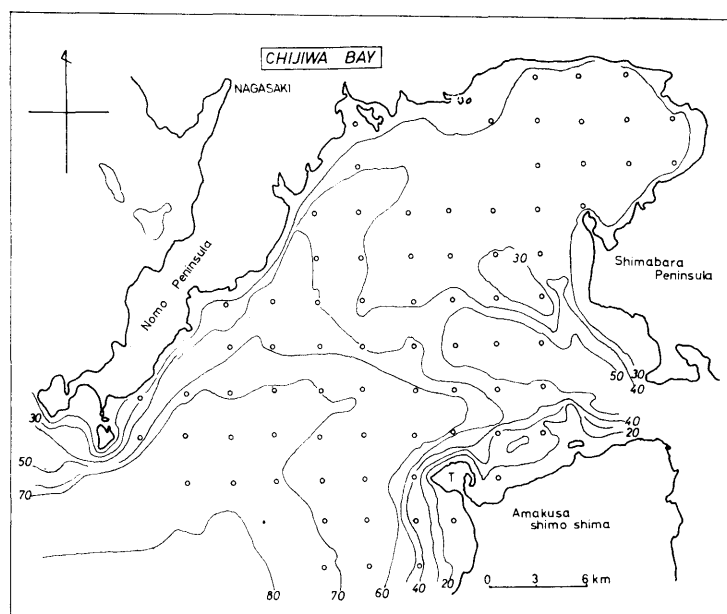 CHIJIWA BAY
NAGASAKI
Nomo Peninsula
Shimabara
Peninsula
30
30
50
30
40
50
70
40
20
T
Amakusa
shimo shima
80
70
60
40
20
0 3 6 km